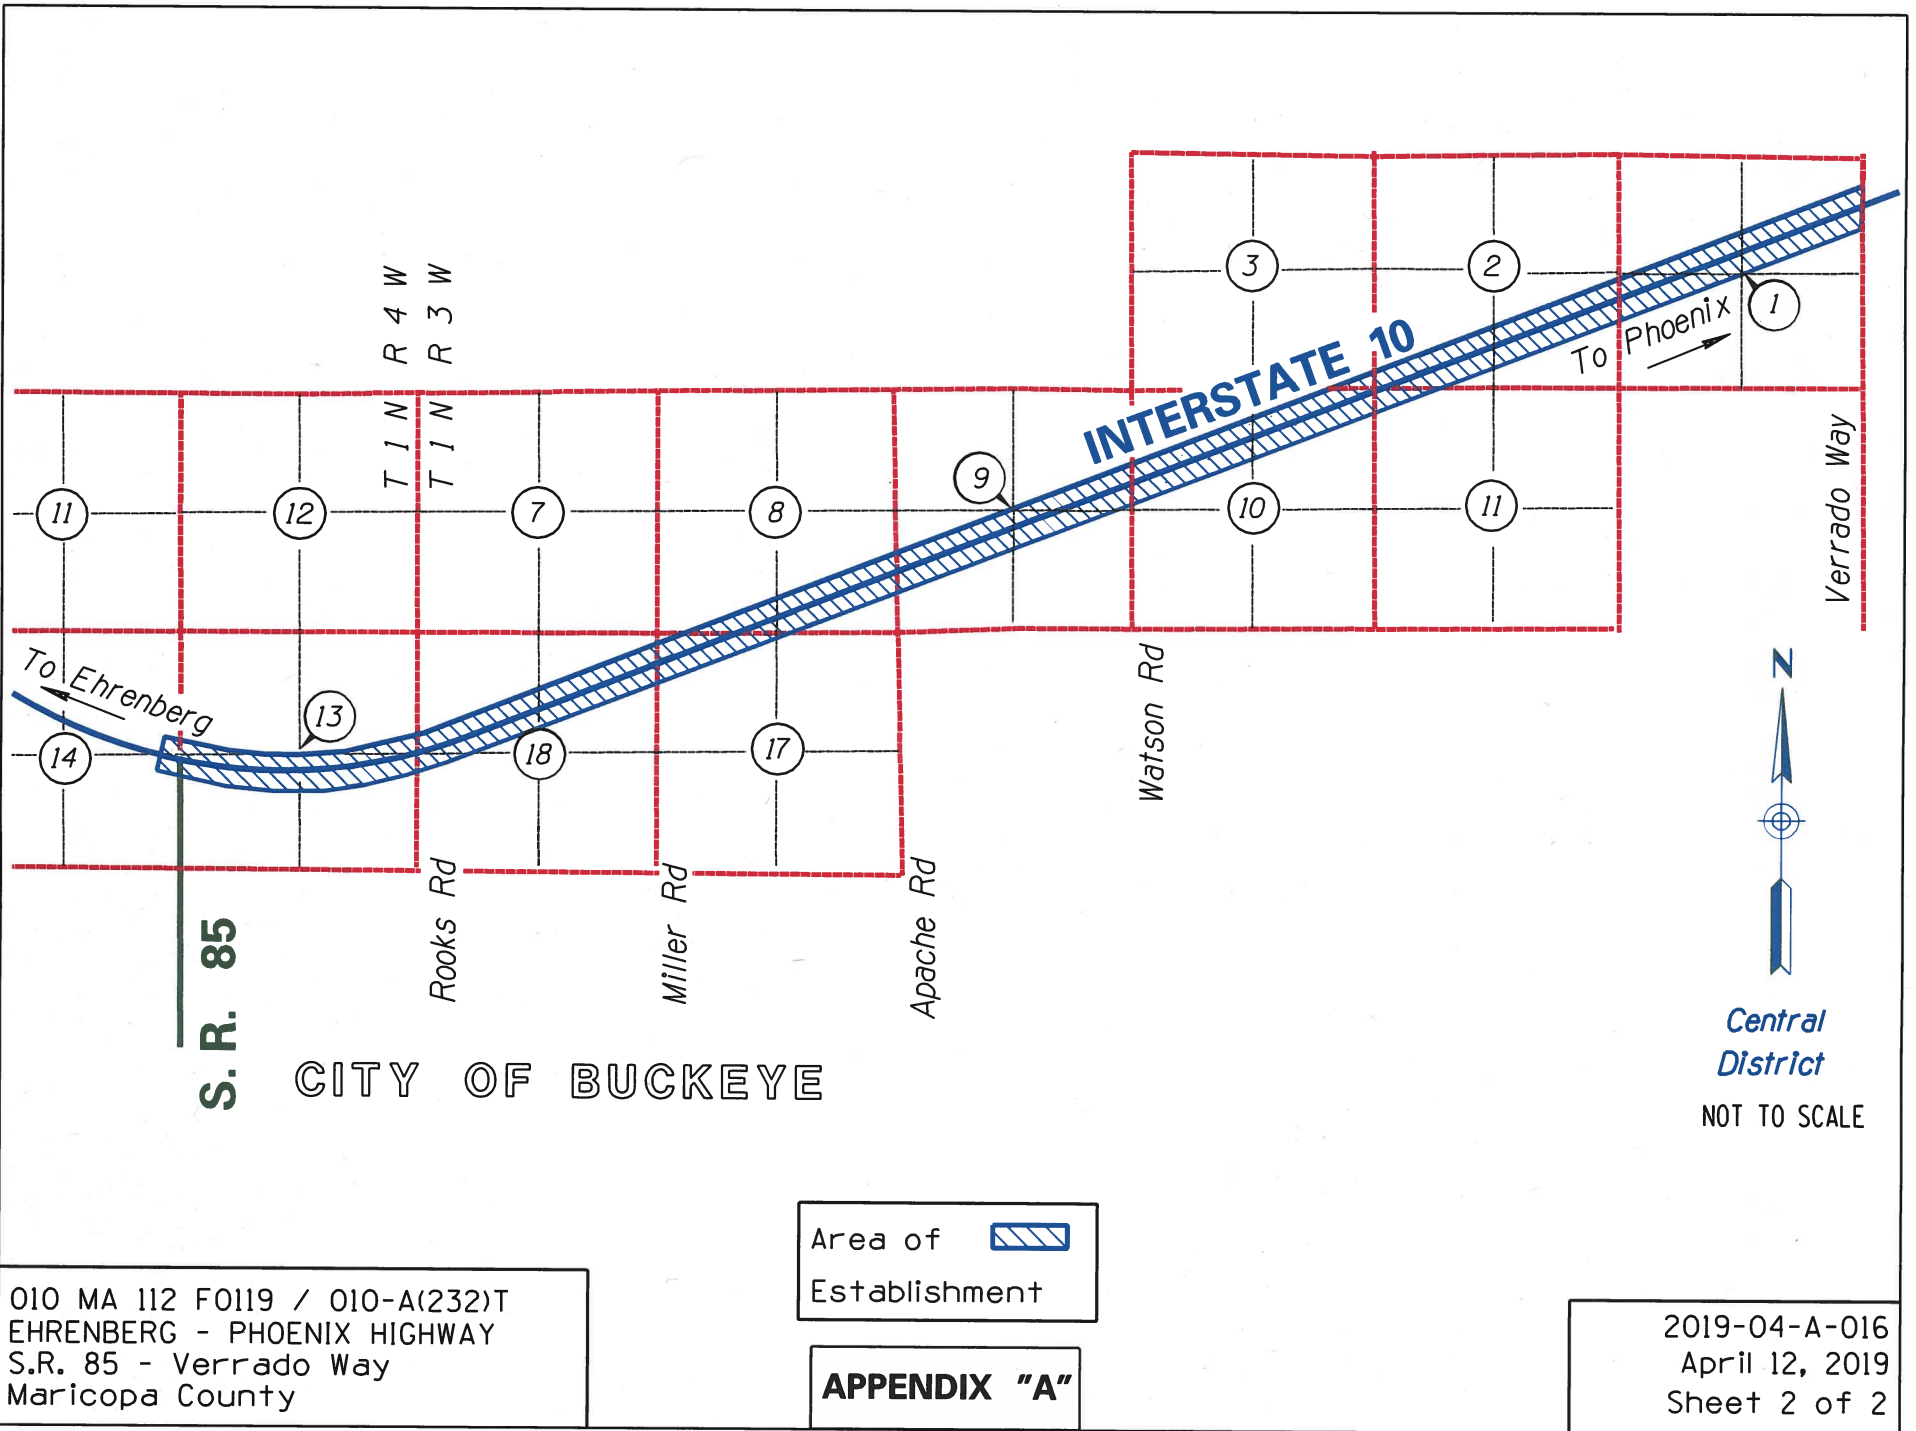 3
2
1
To Phoenix
INTERSTATE 10
T 1 N R 4 W
T 1 N R 3 W
11
12
7
8
9
10
11
Verrado Way
To Ehrenberg
14
13
18
17
Watson Rd
N
Rooks Rd
Miller Rd
Apache Rd
S. R. 85
CITY OF BUCKEYE
Central
District
NOT TO SCALE
Area of
Establishment
APPENDIX "A"
010 MA 112 F0119 / 010-A(232)T
EHRENBERG - PHOENIX HIGHWAY
S.R. 85 - Verrado Way
Maricopa County
2019-04-A-016
April 12, 2019
Sheet 2 of 2